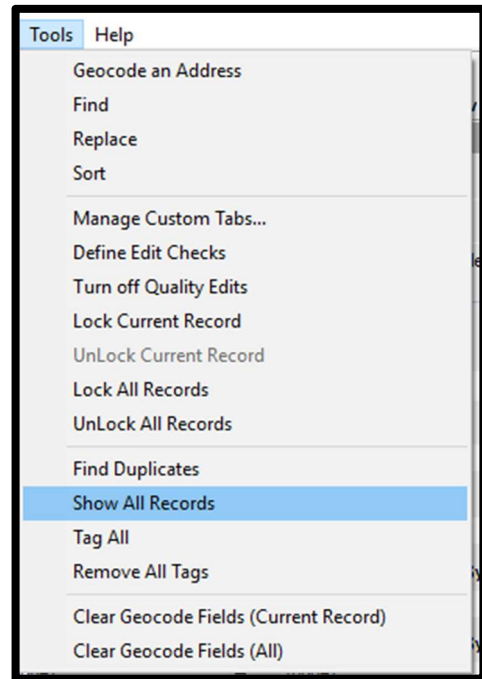 Tools Help
Geocode an Address
Find
Replace
Sort
Manage Custom Tabs...
Define Edit Checks
Turn off Quality Edits
Lock Current Record
UnLock Current Record
Lock All Records
UnLock All Records
Find Duplicates
Show All Records
Tag All
Remove All Tags
Clear Geocode Fields (Current Record)
Clear Geocode Fields (All)